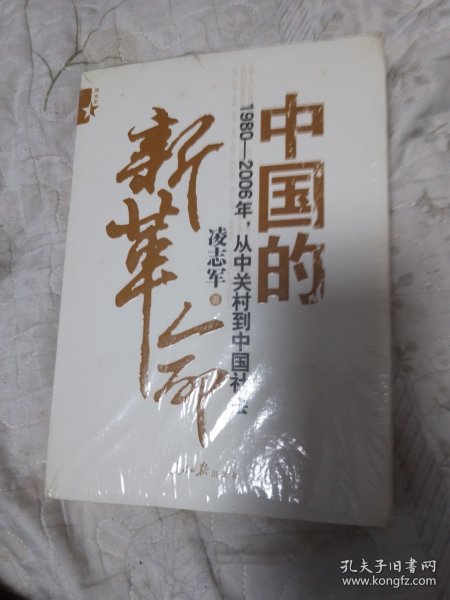 中国的
新革命
1980—2006年，从中关村到中国社
凌志军 著
孔夫子旧书网
www.kongfz.com